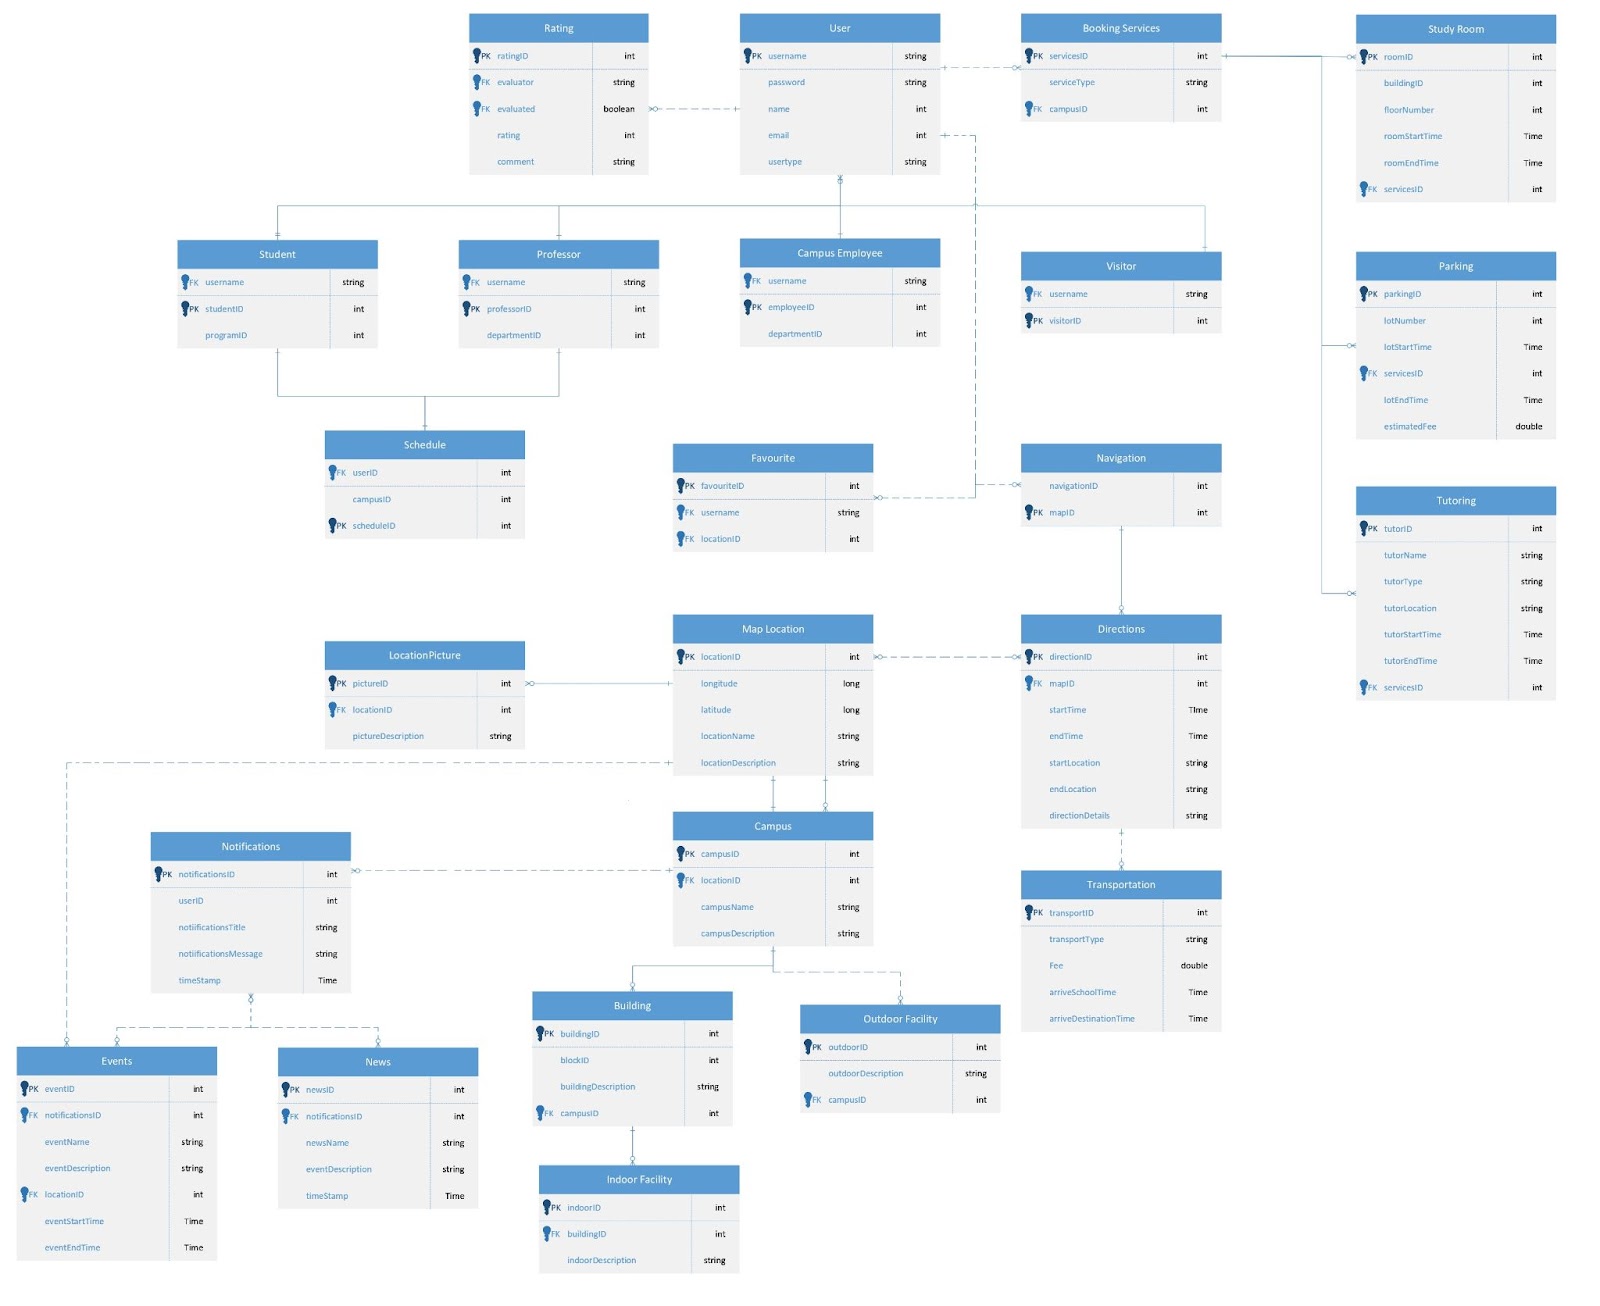 Rating
PK ratingID int
FK evaluator string
FK evaluated boolean
rating int
comment string
User
PK username string
password string
name int
email int
usertype string
Booking Services
PK servicesID int
serviceType string
FK campusID int
Study Room
PK roomID int
buildingID int
floorNumber int
roomStartTime Time
roomEndTime Time
FK servicesID int
Student
FK username string
PK studentID int
programID int
Professor
FK username string
PK professorID int
departmentID int
Campus Employee
FK username string
PK employeeID int
departmentID int
Visitor
FK username string
PK visitorID int
Parking
PK parkingID int
lotNumber int
lotStartTime Time
FK servicesID int
lotEndTime Time
estimatedFee double
Schedule
FK userID int
campusID int
PK scheduleID int
Favourite
PK favouriteID int
FK username string
FK locationID int
Navigation
navigationID int
PK mapID int
Tutoring
PK tutorID int
tutorName string
tutorType string
tutorLocation string
tutorStartTime Time
tutorEndTime Time
FK servicesID int
LocationPicture
PK pictureID int
FK locationID int
pictureDescription string
Map Location
PK locationID int
longitude long
latitude long
locationName string
locationDescription string
Directions
PK directionID int
FK mapID int
startTime TIme
endTime Time
startLocation string
endLocation string
directionDetails string
Notifications
PK notificationsID int
userID int
notiificationsTitle string
notiificationsMessage string
timeStamp Time
Campus
PK campusID int
FK locationID int
campusName string
campusDescription string
Transportation
PK transportID int
transportType string
Fee double
arriveSchoolTime Time
arriveDestinationTime Time
Events
PK eventID int
FK notificationsID int
eventName string
eventDescription string
FK locationID int
eventStartTime Time
eventEndTime Time
News
PK newsID int
FK notificationsID int
newsName string
eventDescription string
timeStamp Time
Building
PK buildingID int
blockID int
buildingDescription string
FK campusID int
Outdoor Facility
PK outdoorID int
outdoorDescription string
FK campusID int
Indoor Facility
PK indoorID int
FK buildingID int
indoorDescription string